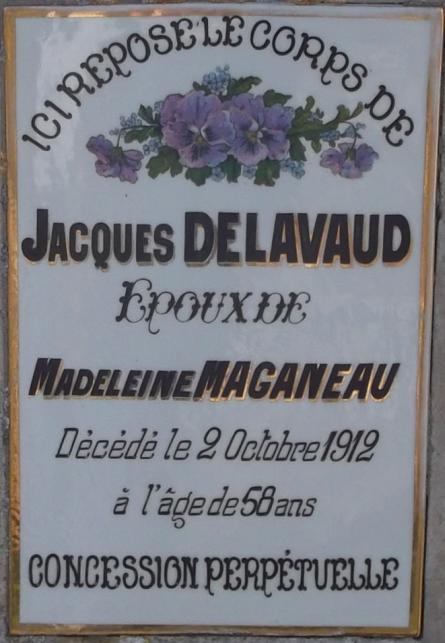 ICI REPOSE LE CORPS DE
JACQUES DELAVAUD
EPOUX DE
MADELEINE MAGANEAU
Décédé le 2 Octobre 1912
à l'âge de 58 ans
CONCESSION PERPÉTUELLE